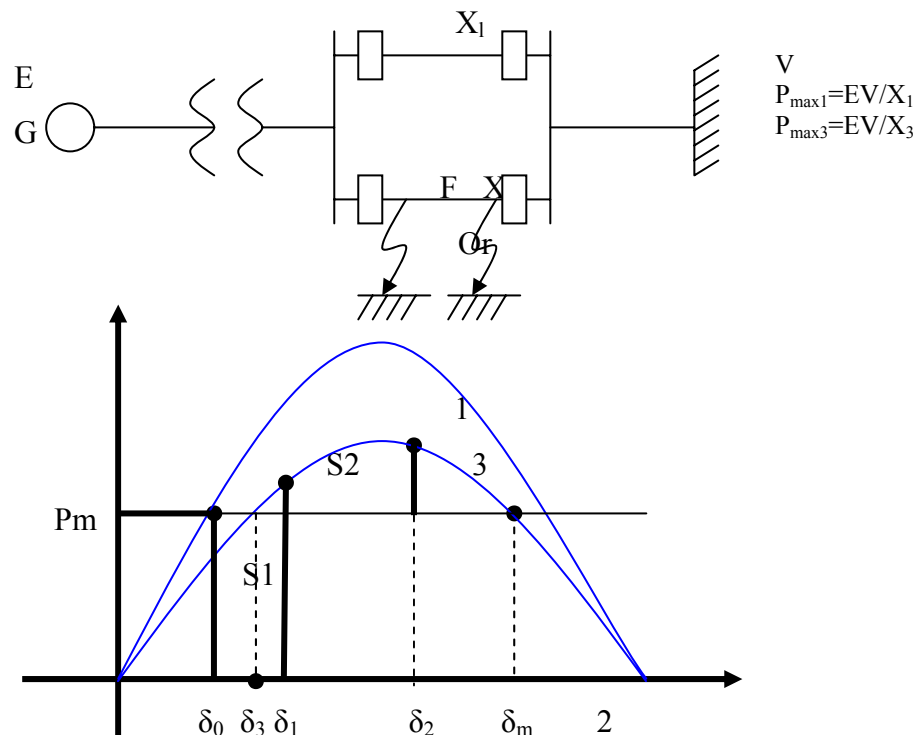 X₁
E
G
V
Pmax1=EV/X₁
Pmax3=EV/X₃
F X
Or
1
S2 3
Pm
S1
δ₀ δ₃ δ₁ δ₂ δm 2